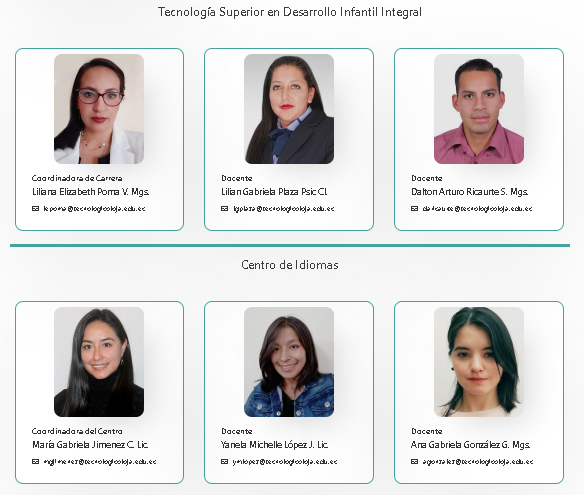 Tecnología Superior en Desarrollo Infantil Integral
Coordinadora de Carrera
Liliana Elizabeth Poma V. Mgs.
lepoma@tecnologicoloja.edu.ec
Docente
Lilian Gabriela Plaza Psic Cl.
lgplaza@tecnologicoloja.edu.ec
Docente
Dalton Arturo Ricaurte S. Mgs.
daricaurte@tecnologicoloja.edu.ec
Centro de Idiomas
Coordinadora del Centro
María Gabriela Jimenez C. Lic.
mgjimenez@tecnologicoloja.edu.ec
Docente
Yanela Michelle López J. Lic.
ymlopez@tecnologicoloja.edu.ec
Docente
Ana Gabriela González G. Mgs.
aggonzalez@tecnologicoloja.edu.ec